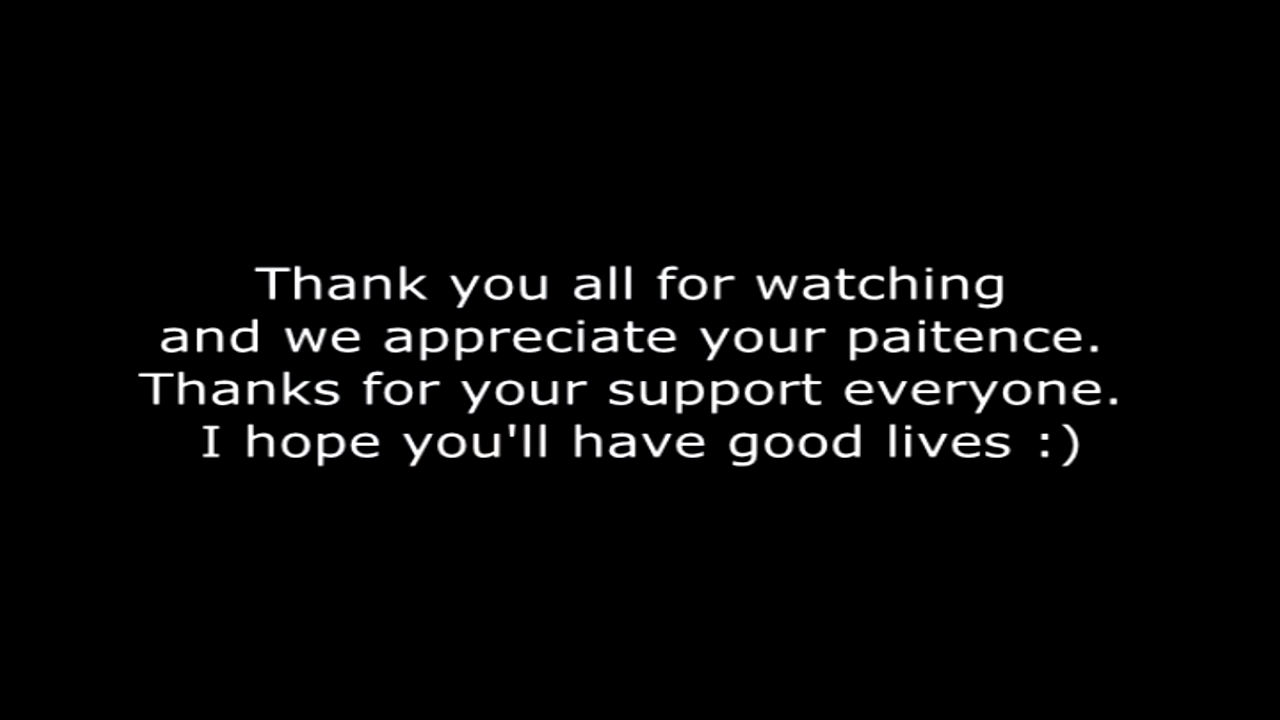 Thank you all for watching
and we appreciate your paitence.
Thanks for your support everyone.
I hope you'll have good lives :)